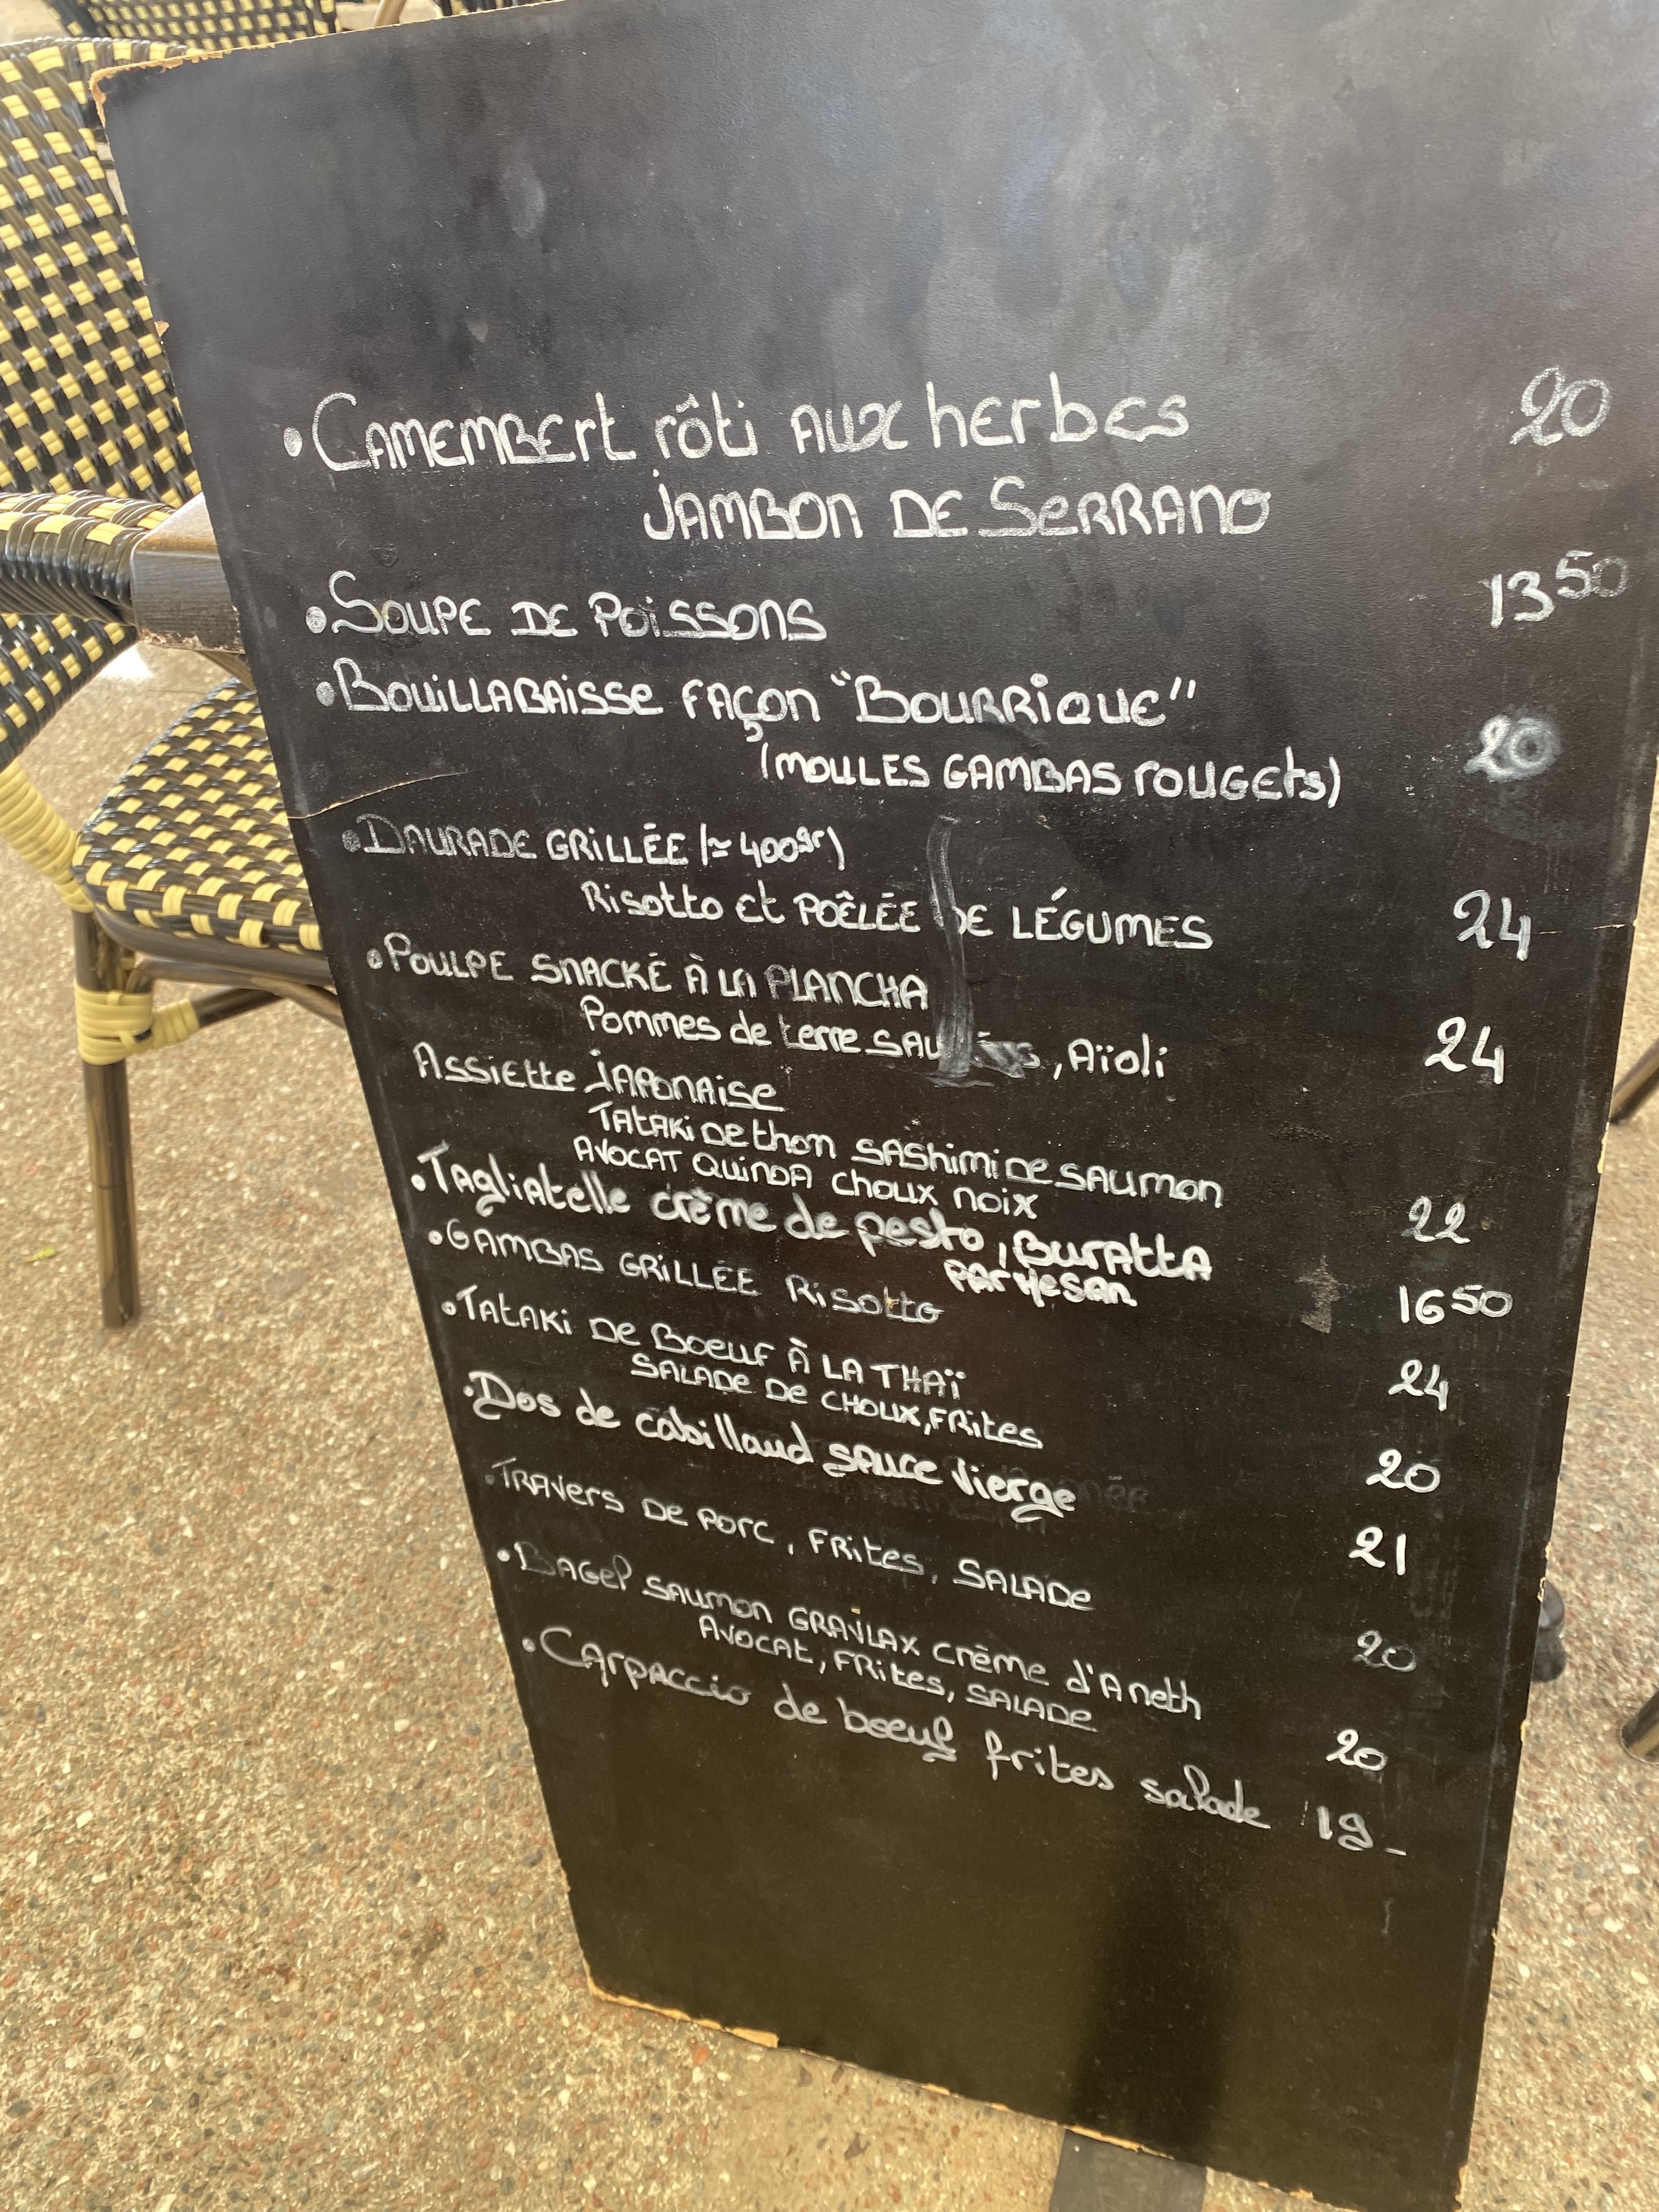 • Camembert rôti aux herbes 20
Jambon de Serrano
• Soupe de Poissons 13 50
• Bouillabaisse façon "Bourrique"
(moules gambas rougets) 20
• Daurade grillée (≈ 400gr)
Risotto et poêlée de légumes 24
• Poulpe snacké à la plancha
Pommes de terre , Aïoli 24
Assiette japonaise
Tataki de thon sashimi de saumon
Avocat quinoa choux noix 22
• Tagliatelle crème de pesto, Buratta
parmesan 16 50
• Gambas grillée Risotto 24
• Tataki de Boeuf à la Thaï
Salade de choux, frites 20
• Dos de cabillaud sauce vierge 21
• Travers de porc, frites, salade 20
• Bagel saumon gravlax crème d'Aneth
Avocat, frites, salade 20
• Carpaccio de boeuf frites salade 19-